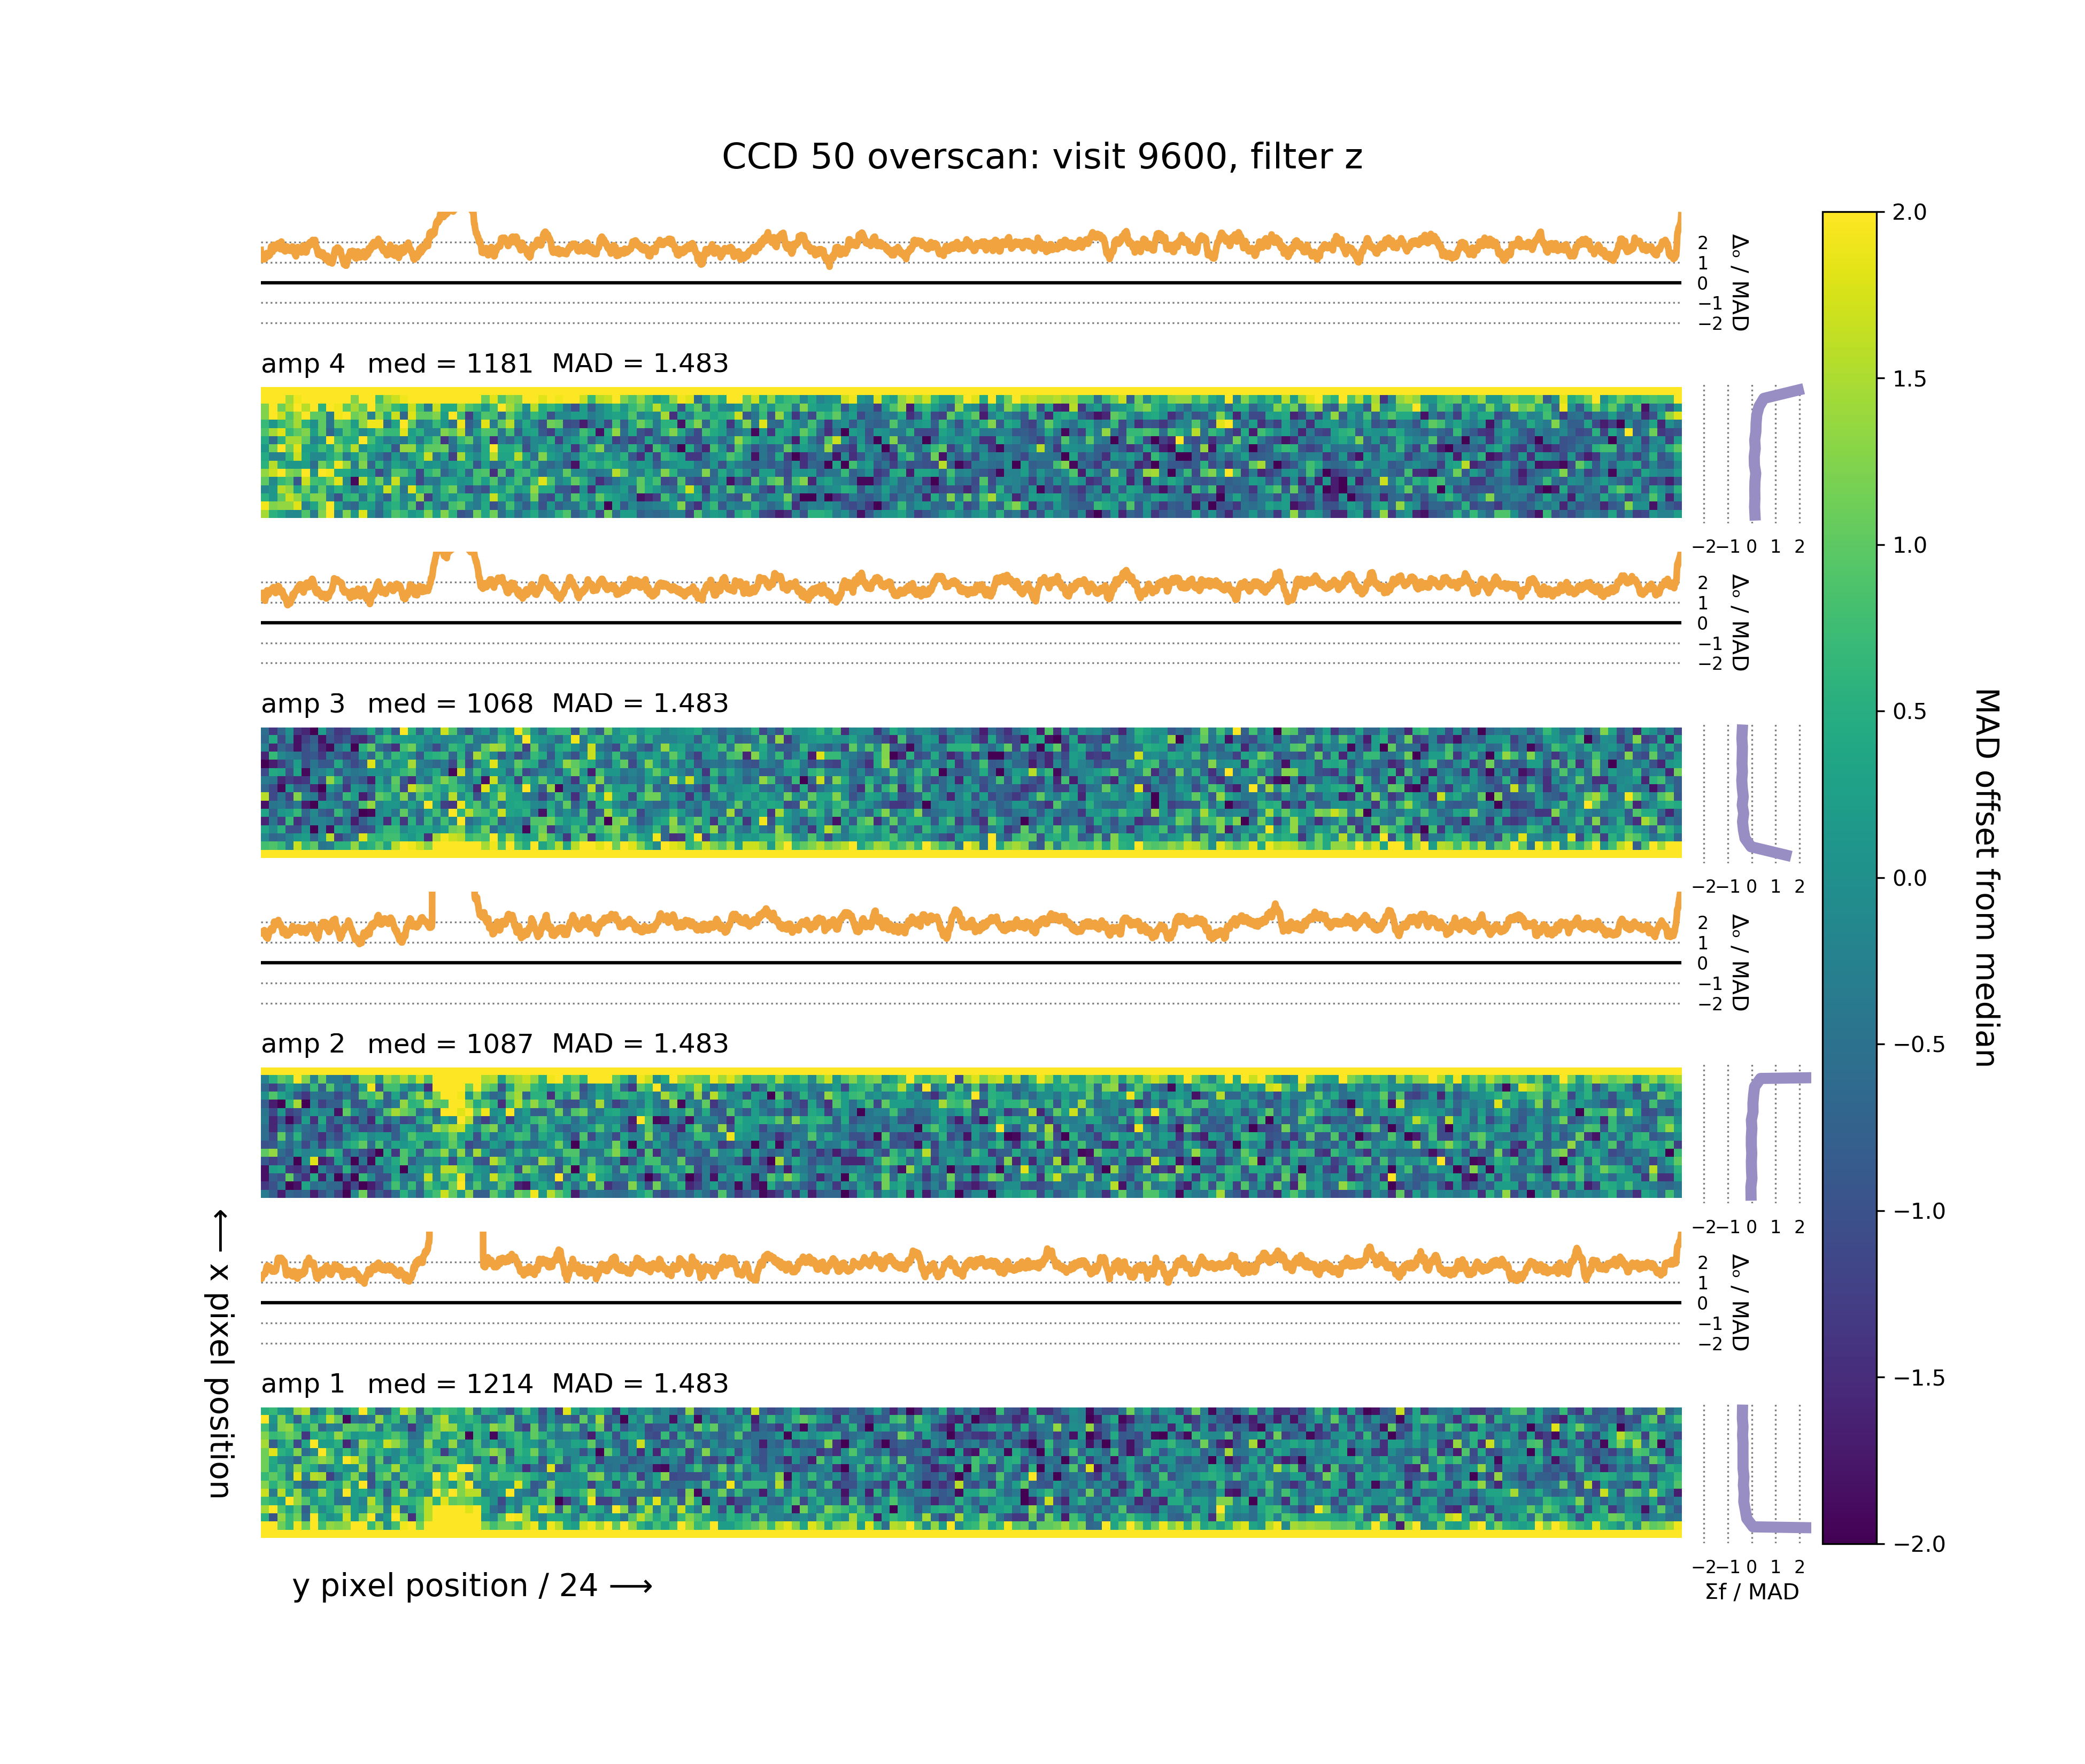 CCD 50 overscan: visit 9600, filter z
2
1
0
−1
−2
Δₒ / MAD
amp 4 med = 1181 MAD = 1.483
−2 −1 0 1 2
2
1
0
−1
−2
Δₒ / MAD
amp 3 med = 1068 MAD = 1.483
−2 −1 0 1 2
2
1
0
−1
−2
Δₒ / MAD
amp 2 med = 1087 MAD = 1.483
−2 −1 0 1 2
2
1
0
−1
−2
Δₒ / MAD
amp 1 med = 1214 MAD = 1.483
−2 −1 0 1 2
Σf / MAD
⟵ x pixel position
y pixel position / 24 ⟶
2.0
1.5
1.0
0.5
0.0
−0.5
−1.0
−1.5
−2.0
MAD offset from median